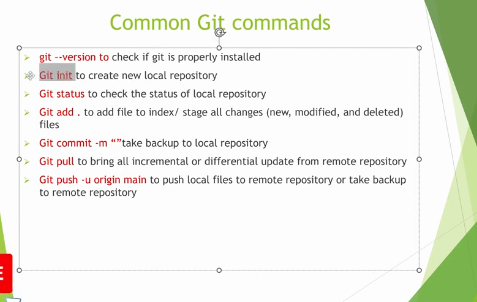 Common Git commands
git --version to check if git is properly installed
Git init to create new local repository
Git status to check the status of local repository
Git add . to add file to index/ stage all changes (new, modified, and deleted)
files
Git commit -m “”take backup to local repository
Git pull to bring all incremental or differential update from remote repository
Git push -u origin main to push local files to remote repository or take backup
to remote repository